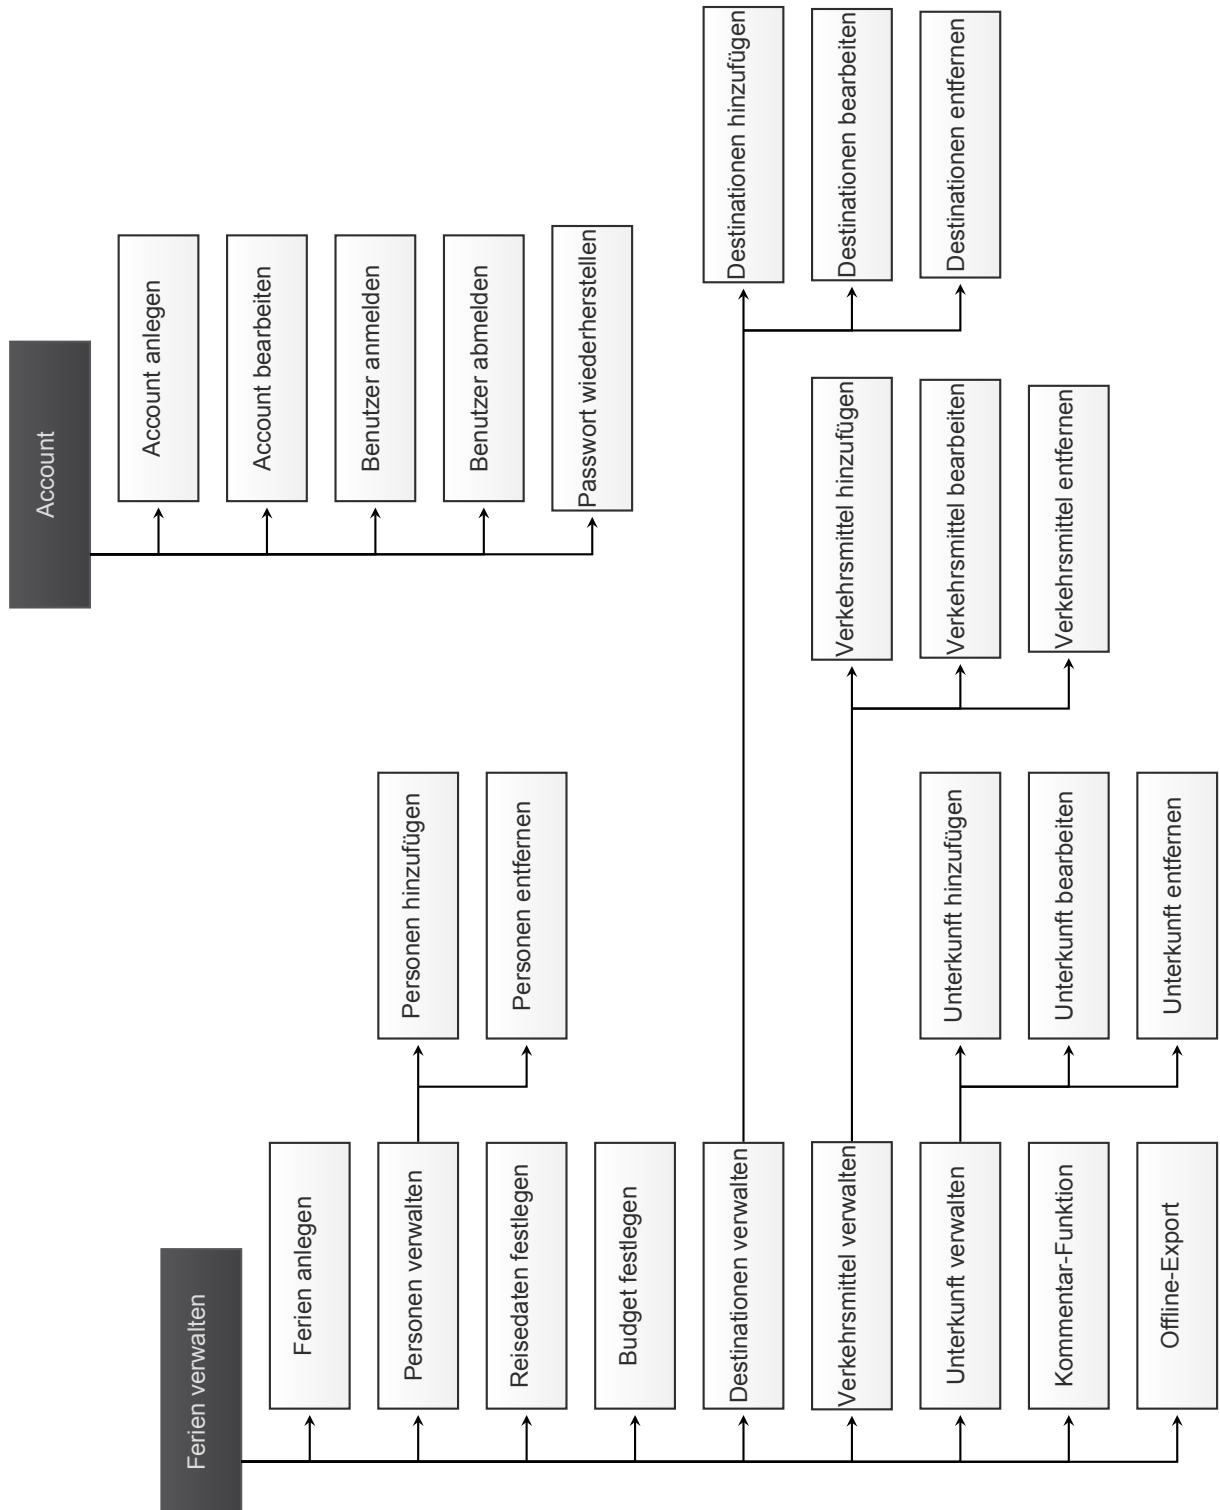 Ferien verwalten
Ferien anlegen
Personen verwalten
Personen hinzufügen
Personen entfernen
Reisedaten festlegen
Budget festlegen
Destinationen verwalten
Destinationen hinzufügen
Destinationen bearbeiten
Destinationen entfernen
Verkehrsmittel verwalten
Verkehrsmittel hinzufügen
Verkehrsmittel bearbeiten
Verkehrsmittel entfernen
Unterkunft verwalten
Unterkunft hinzufügen
Unterkunft bearbeiten
Unterkunft entfernen
Kommentar-Funktion
Offline-Export
Account
Account anlegen
Account bearbeiten
Benutzer anmelden
Benutzer abmelden
Passwort wiederherstellen